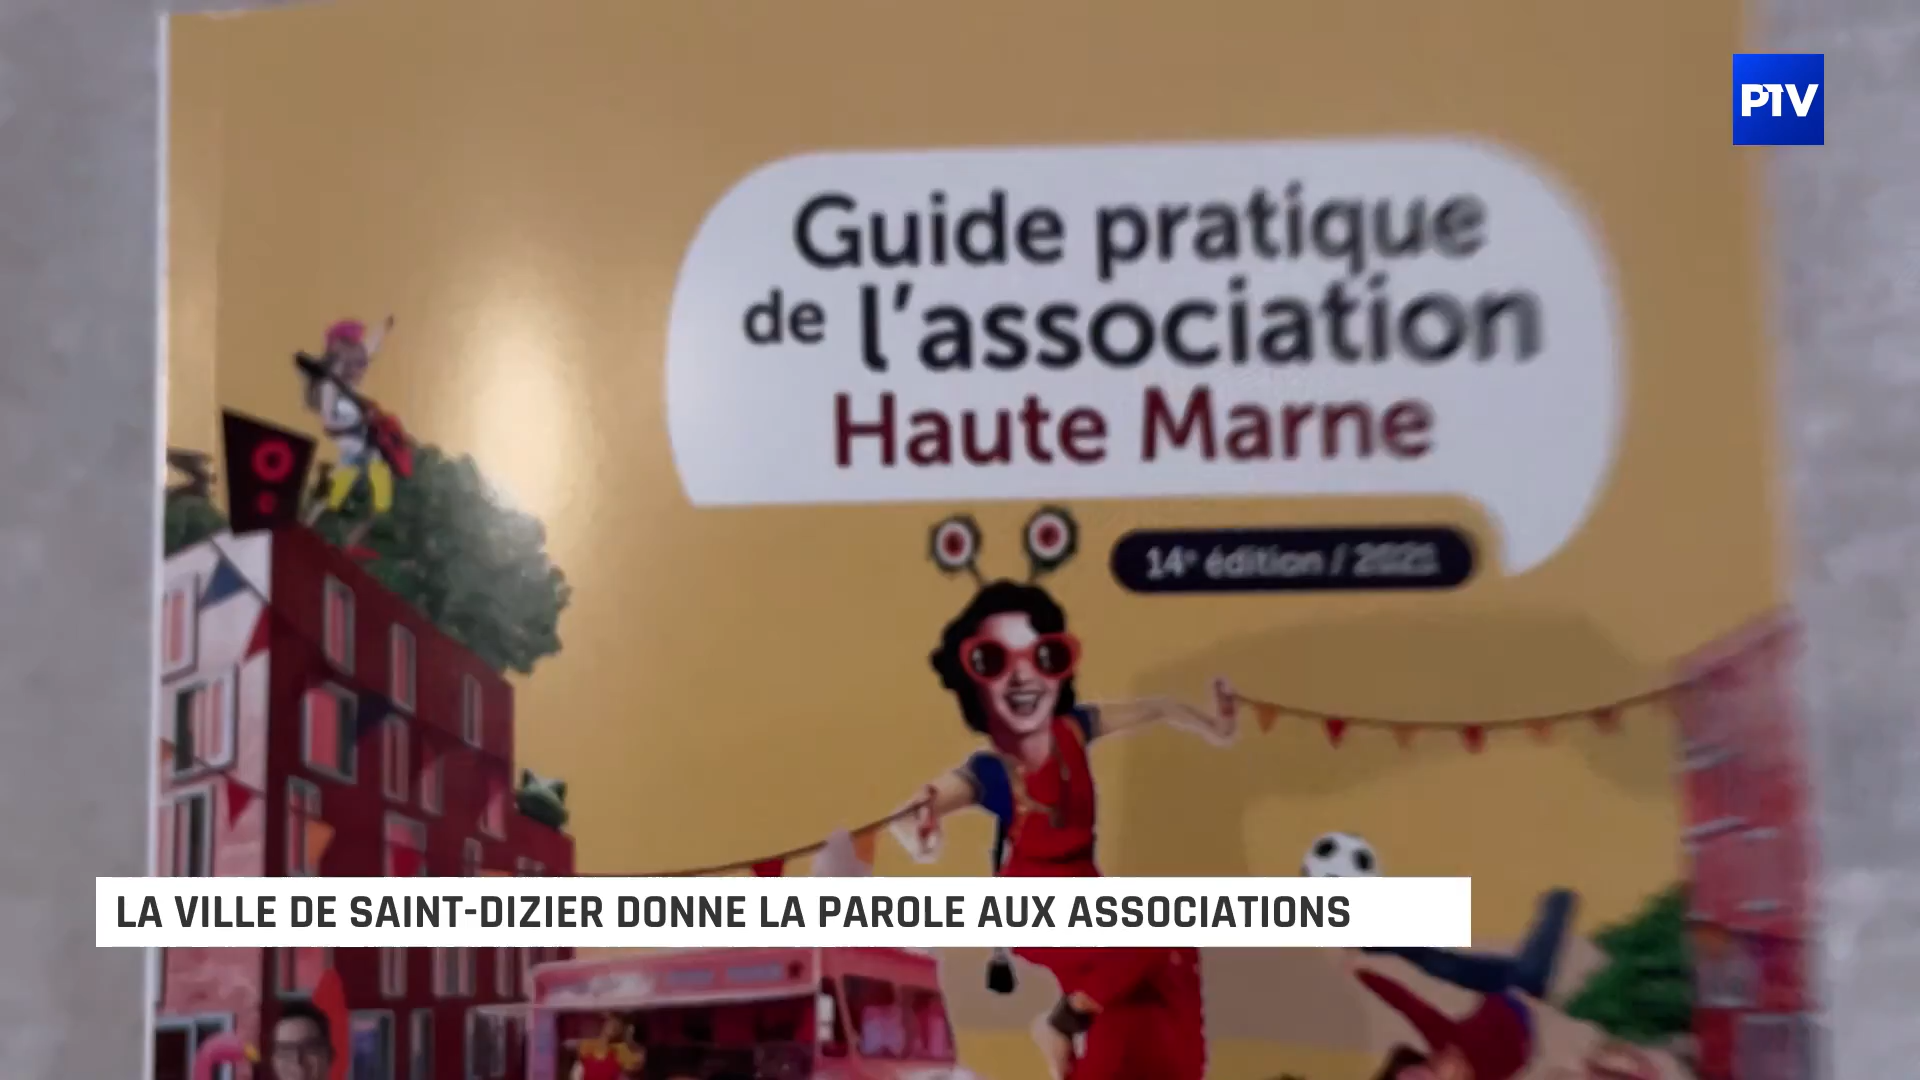 PTV
Guide pratique
de l'association
Haute Marne
14e édition / 2021
LA VILLE DE SAINT-DIZIER DONNE LA PAROLE AUX ASSOCIATIONS